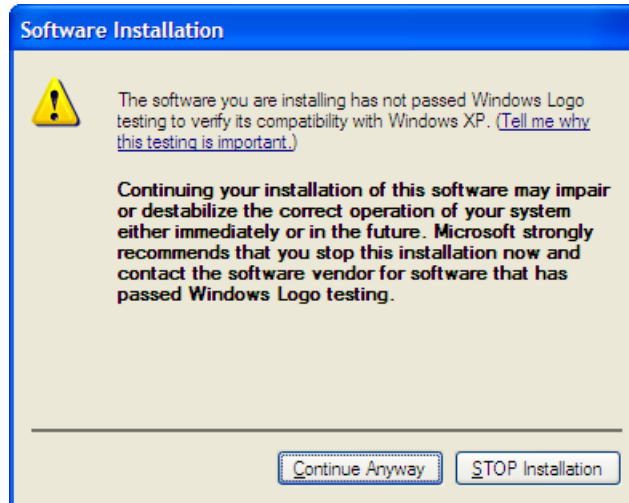 Software Installation
The software you are installing has not passed Windows Logo
testing to verify its compatibility with Windows XP. (Tell me why
this testing is important.)
Continuing your installation of this software may impair
or destabilize the correct operation of your system
either immediately or in the future. Microsoft strongly
recommends that you stop this installation now and
contact the software vendor for software that has
passed Windows Logo testing.
Continue Anyway
STOP Installation